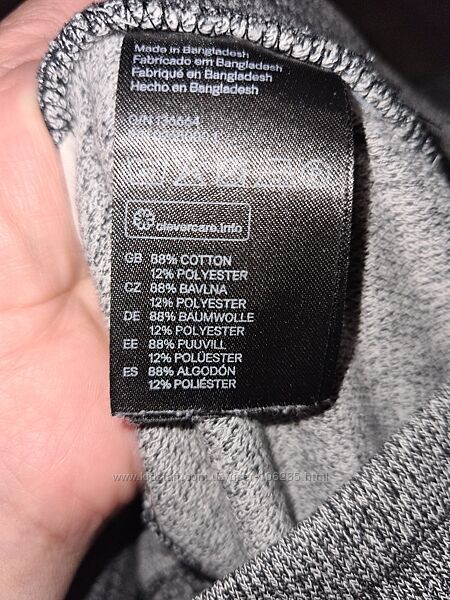 Made in Bangladesh
Fabricado em Bangladesh
Fabriqué en Bangladesh
Hecho en Bangladesh
O/N
clevercare.info
GB 88% COTTON
12% POLYESTER
CZ 88% BAVLNA
12% POLYESTER
DE 88% BAUMWOLLE
12% POLYESTER
EE 88% PUUVILL
12% POLÜESTER
ES 88% ALGODÓN
12% POLIÉSTER